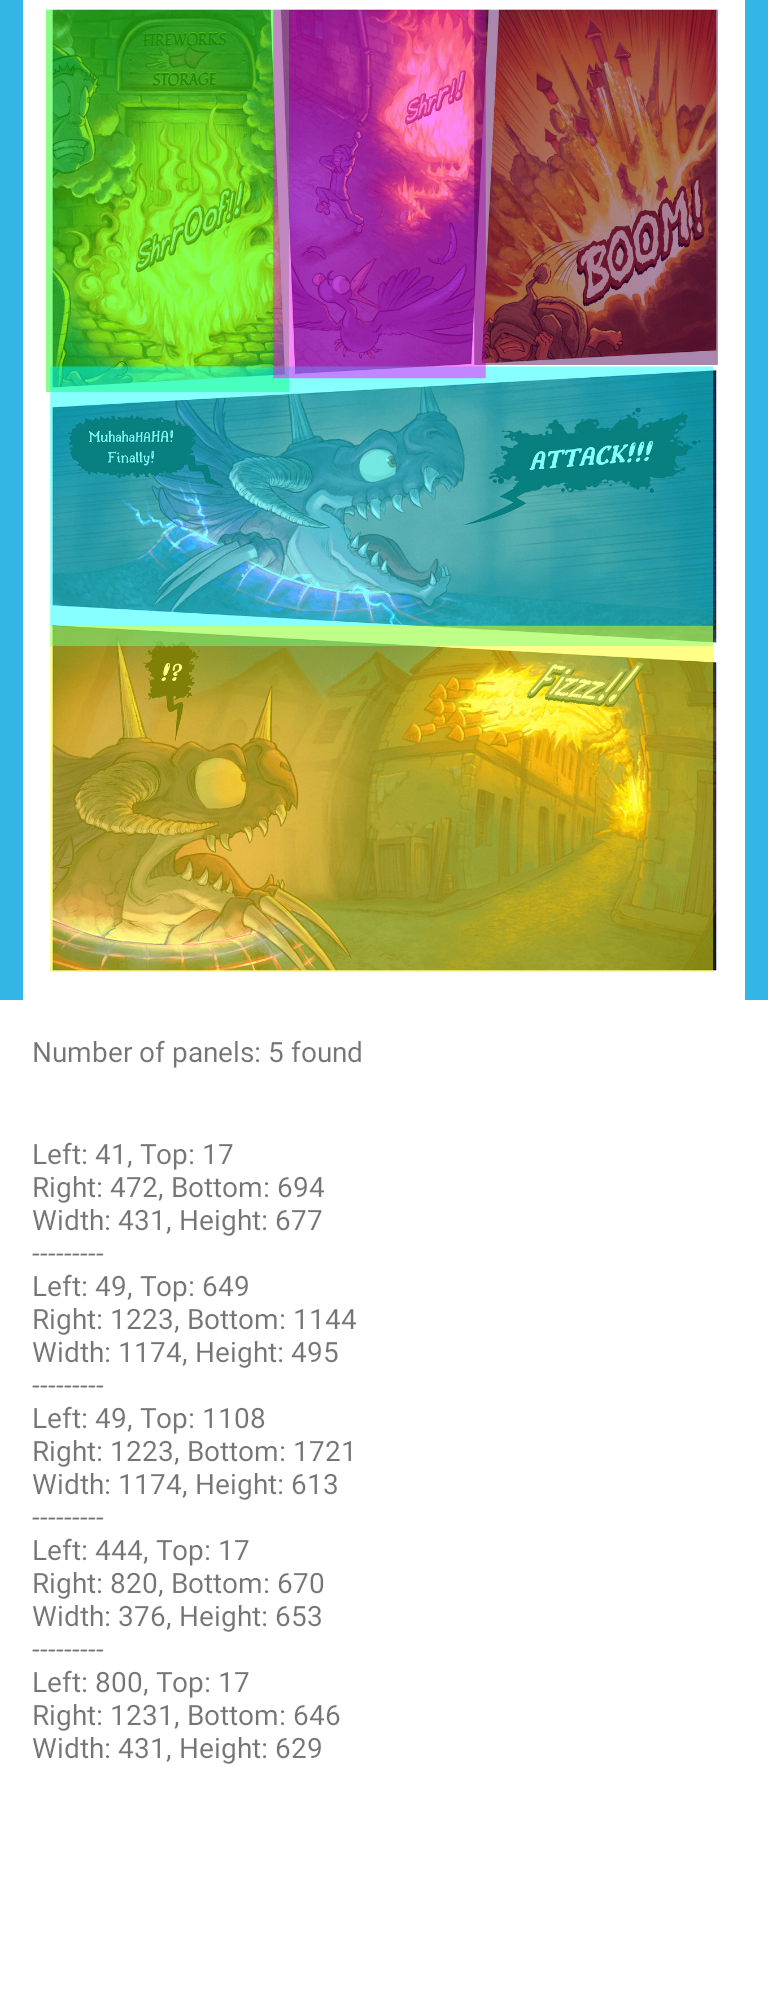 FIREWORKS
STORAGE
ShrrOof!!
Shrr!!
BOOM!
MuhahaHAHA!
Finally!
ATTACK!!!
!?
Fizzz!!
Number of panels: 5 found
Left: 41, Top: 17
Right: 472, Bottom: 694
Width: 431, Height: 677
---------
Left: 49, Top: 649
Right: 1223, Bottom: 1144
Width: 1174, Height: 495
---------
Left: 49, Top: 1108
Right: 1223, Bottom: 1721
Width: 1174, Height: 613
---------
Left: 444, Top: 17
Right: 820, Bottom: 670
Width: 376, Height: 653
---------
Left: 800, Top: 17
Right: 1231, Bottom: 646
Width: 431, Height: 629